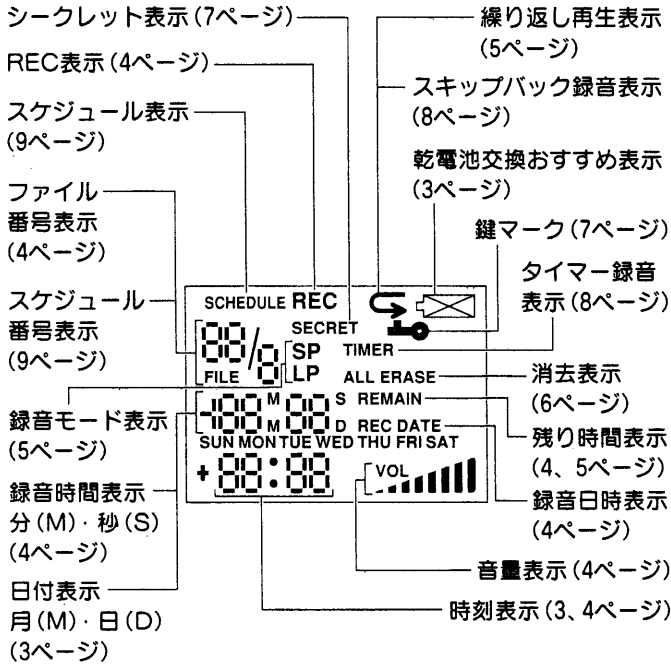 シークレット表示(7ページ)
REC表示(4ページ)
スケジュール表示
(9ページ)
ファイル
番号表示
(4ページ)
スケジュール
番号表示
(9ページ)
録音モード表示
(5ページ)
録音時間表示
分(M)・秒(S)
(4ページ)
日付表示
月(M)・日(D)
(3ページ)
繰り返し再生表示
(5ページ)
スキップバック録音表示
(8ページ)
乾電池交換おすすめ表示
(3ページ)
鍵マーク(7ページ)
タイマー録音
表示(8ページ)
消去表示
(6ページ)
残り時間表示
(4、5ページ)
録音日時表示
(4ページ)
音量表示(4ページ)
時刻表示(3、4ページ)
SCHEDULE REC
SECRET
88/8
SP TIMER
FILE LP ALL ERASE
-188 M 88 S REMAIN
M D REC DATE
SUN MON TUE WED THU FRI SAT
+88:88 VOL